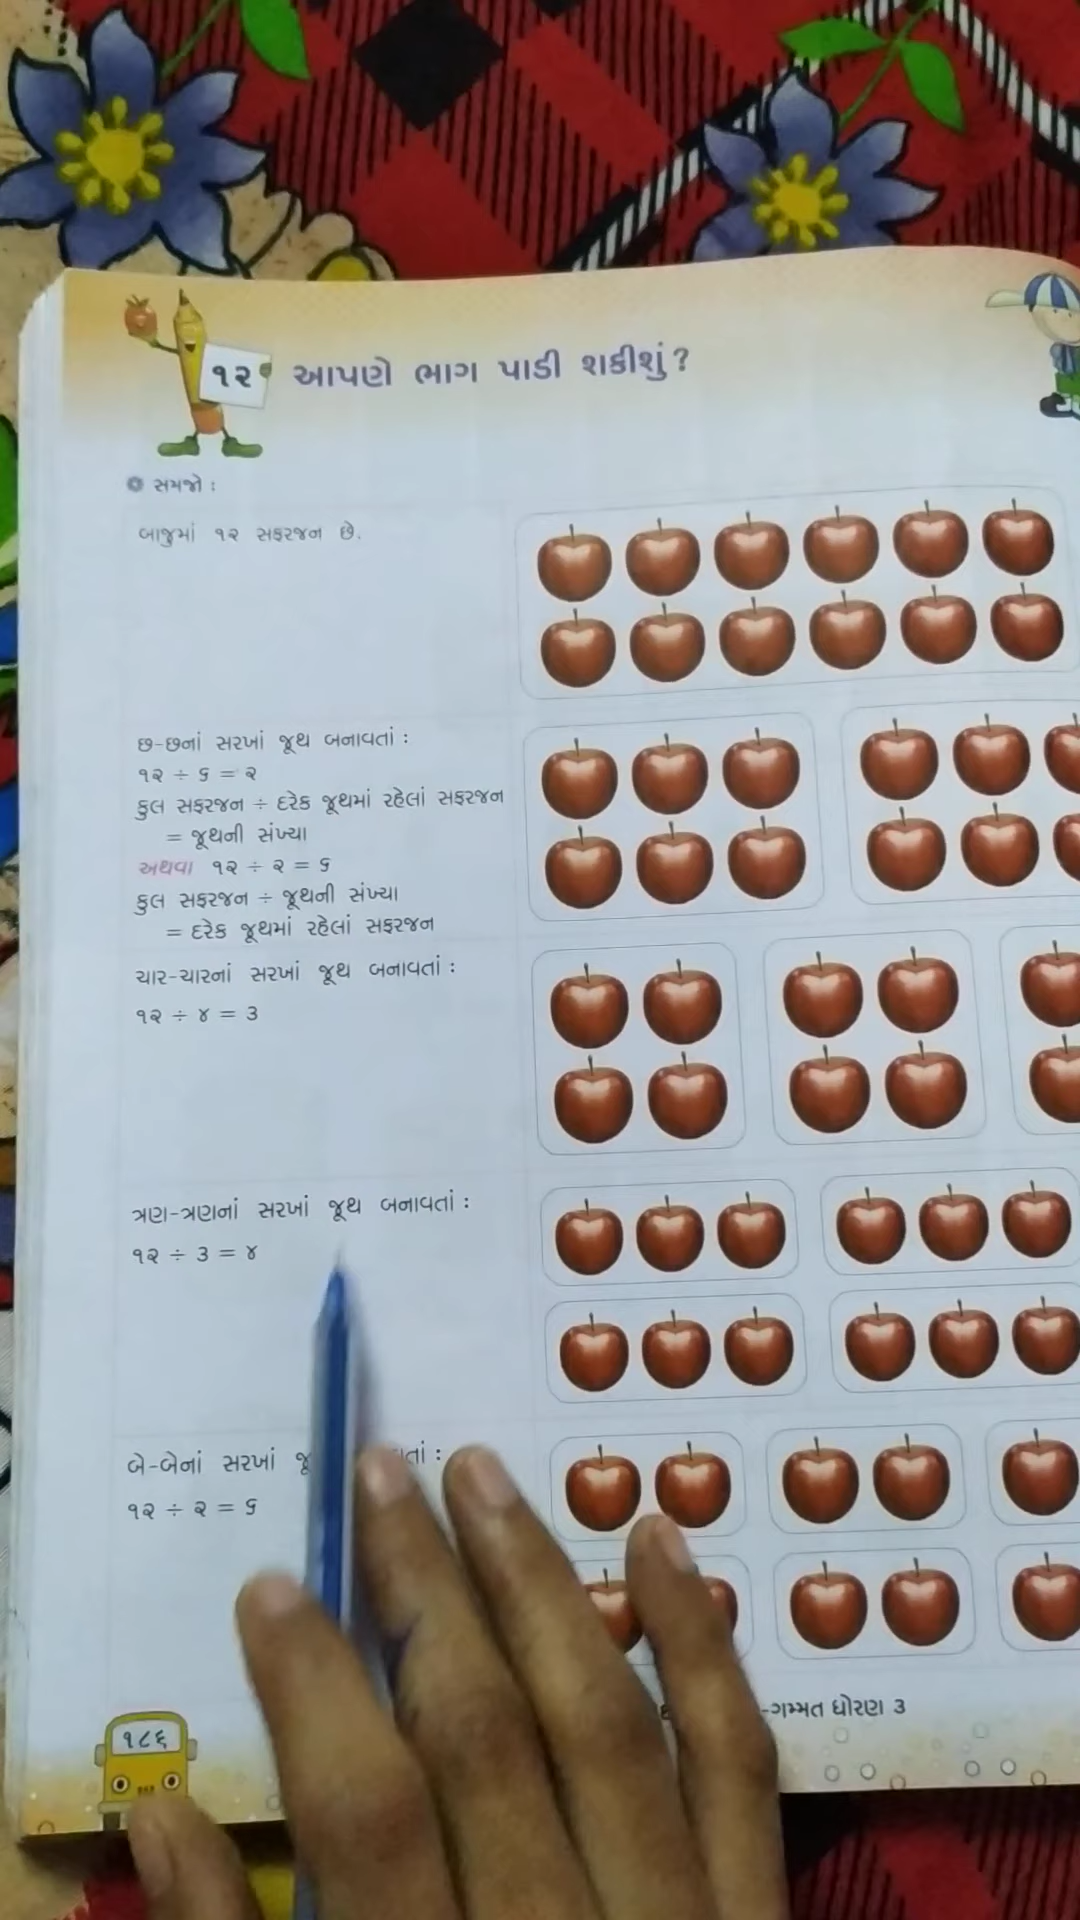 ૧૨ આપણે ભાગ પાડી શકીશું?
સમજો :
બાજુમાં ૧૨ સફરજન છે.
છ-છનાં સરખાં જૂથ બનાવતાં :
૧૨ ÷ ૬ = ૨
કુલ સફરજન ÷ દરેક જૂથમાં રહેલાં સફરજન
= જૂથની સંખ્યા
અથવા ૧૨ ÷ ૨ = ૬
કુલ સફરજન ÷ જૂથની સંખ્યા
= દરેક જૂથમાં રહેલાં સફરજન
ચાર-ચારનાં સરખાં જૂથ બનાવતાં :
૧૨ ÷ ૪ = ૩
ત્રણ-ત્રણનાં સરખાં જૂથ બનાવતાં :
૧૨ ÷ ૩ = ૪
બે-બેનાં સરખાં
૧૨ ÷ ૨ = ૬
-ગમ્મત ધોરણ ૩
૧૮૬